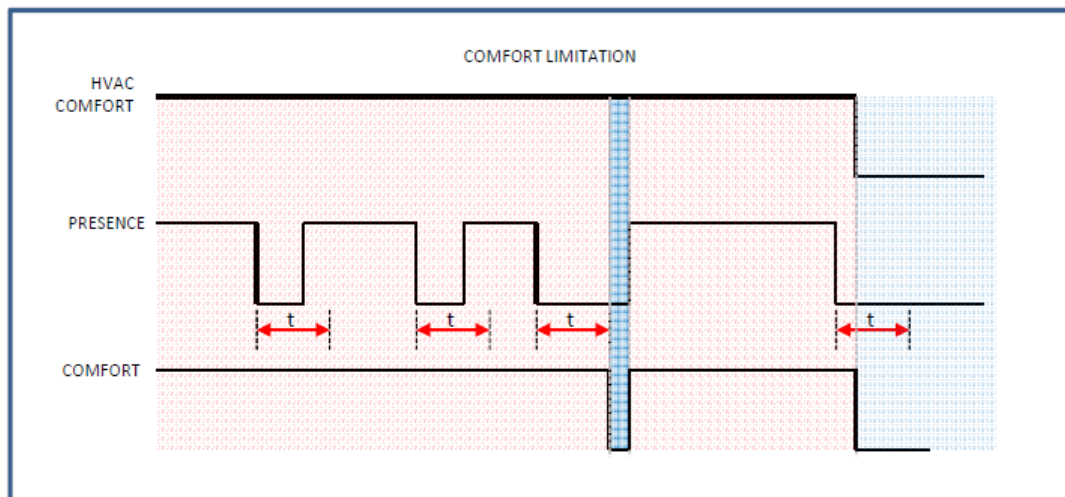 COMFORT LIMITATION
HVAC
COMFORT
PRESENCE
t
t
t
t
COMFORT